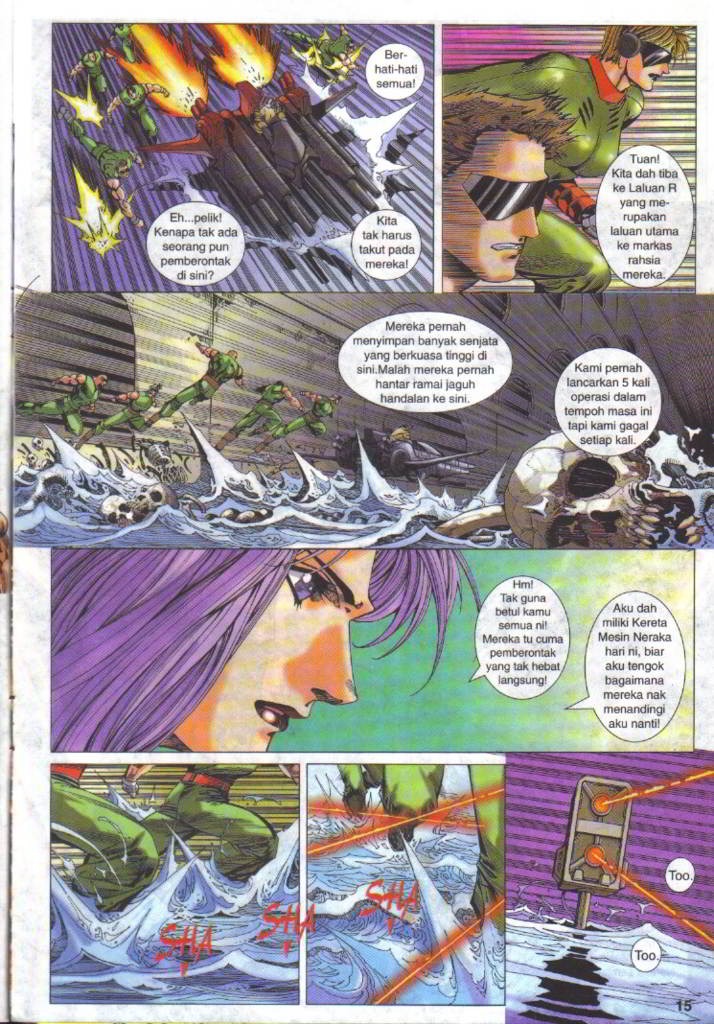 Ber-
hati-hati
semua!
Eh...pelik!
Kenapa tak ada
seorang pun
pemberontak
di sini?
Kita
tak harus
takut pada
mereka!
Tuan!
Kita dah tiba
ke Laluan R
yang me-
rupakan
laluan utama
ke markas
rahsia
mereka.
Mereka pernah
menyimpan banyak senjata
yang berkuasa tinggi di
sini.Malah mereka pernah
hantar ramai jaguh
handalan ke sini.
Kami pernah
lancarkan 5 kali
operasi dalam
tempoh masa ini
tapi kami gagal
setiap kali.
Hm!
Tak guna
betul kamu
semua ni!
Mereka tu cuma
pemberontak
yang tak hebat
langsung!
Aku dah
miliki Kereta
Mesin Neraka
hari ni, biar
aku tengok
bagaimana
mereka nak
menandingi
aku nanti!
SHA
SHA
SHA
Too.
Too.
15